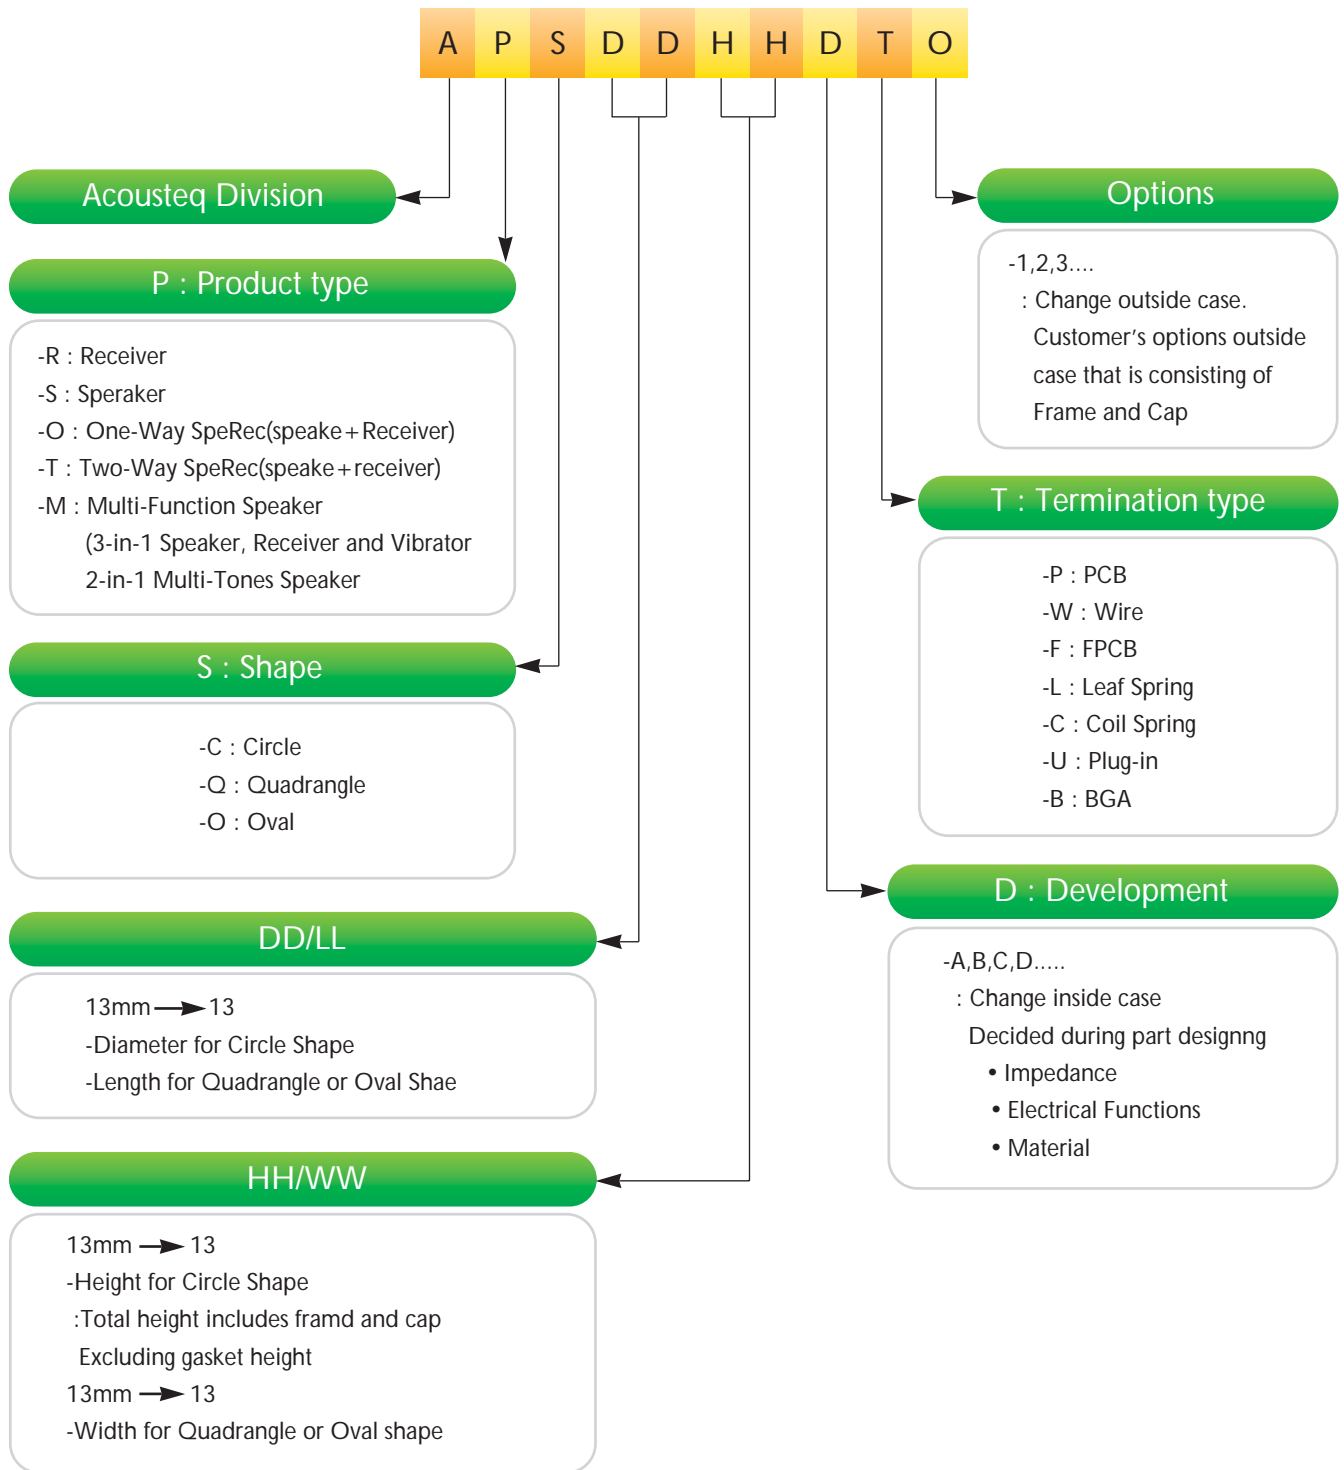 A P S D D H H D T O
Acousteq Division
P : Product type
-R : Receiver
-S : Speraker
-O : One-Way SpeRec(speake+Receiver)
-T : Two-Way SpeRec(speake+receiver)
-M : Multi-Function Speaker
(3-in-1 Speaker, Receiver and Vibrator
2-in-1 Multi-Tones Speaker
S : Shape
-C : Circle
-Q : Quadrangle
-O : Oval
DD/LL
13mm → 13
-Diameter for Circle Shape
-Length for Quadrangle or Oval Shae
HH/WW
13mm → 13
-Height for Circle Shape
:Total height includes framd and cap
Excluding gasket height
13mm → 13
-Width for Quadrangle or Oval shape
Options
-1,2,3....
: Change outside case.
Customer's options outside
case that is consisting of
Frame and Cap
T : Termination type
-P : PCB
-W : Wire
-F : FPCB
-L : Leaf Spring
-C : Coil Spring
-U : Plug-in
-B : BGA
D : Development
-A,B,C,D.....
: Change inside case
Decided during part designng
• Impedance
• Electrical Functions
• Material